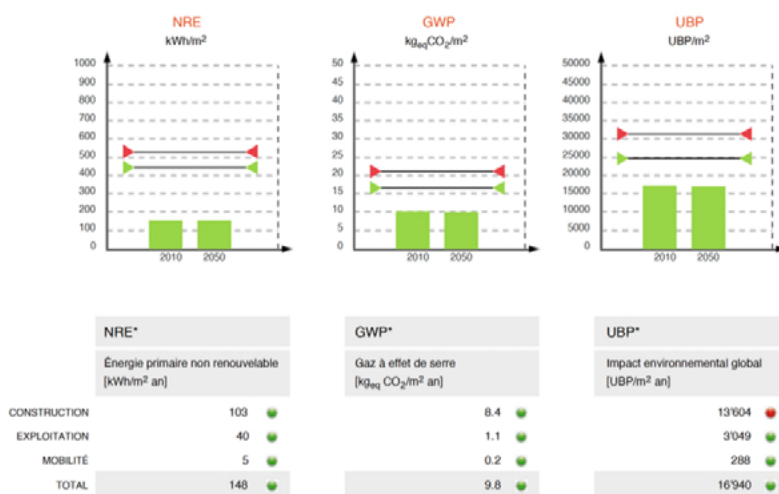 NRE
kWh/m²
1000
900
800
700
600
500
400
300
200
100
0
2010 2050
GWP
kgeqCO2/m²
50
45
40
35
30
25
20
15
10
5
0
2010 2050
UBP
UBP/m²
50000
45000
40000
35000
30000
25000
20000
15000
10000
5000
0
2010 2050
NRE* GWP* UBP*
Énergie primaire non renouvelable Gaz à effet de serre Impact environnemental global
[kWh/m² an] [kgeq CO2/m² an] [UBP/m² an]
CONSTRUCTION 103 8.4 13'604
EXPLOITATION 40 1.1 3'049
MOBILITÉ 5 0.2 288
TOTAL 148 9.8 16'940